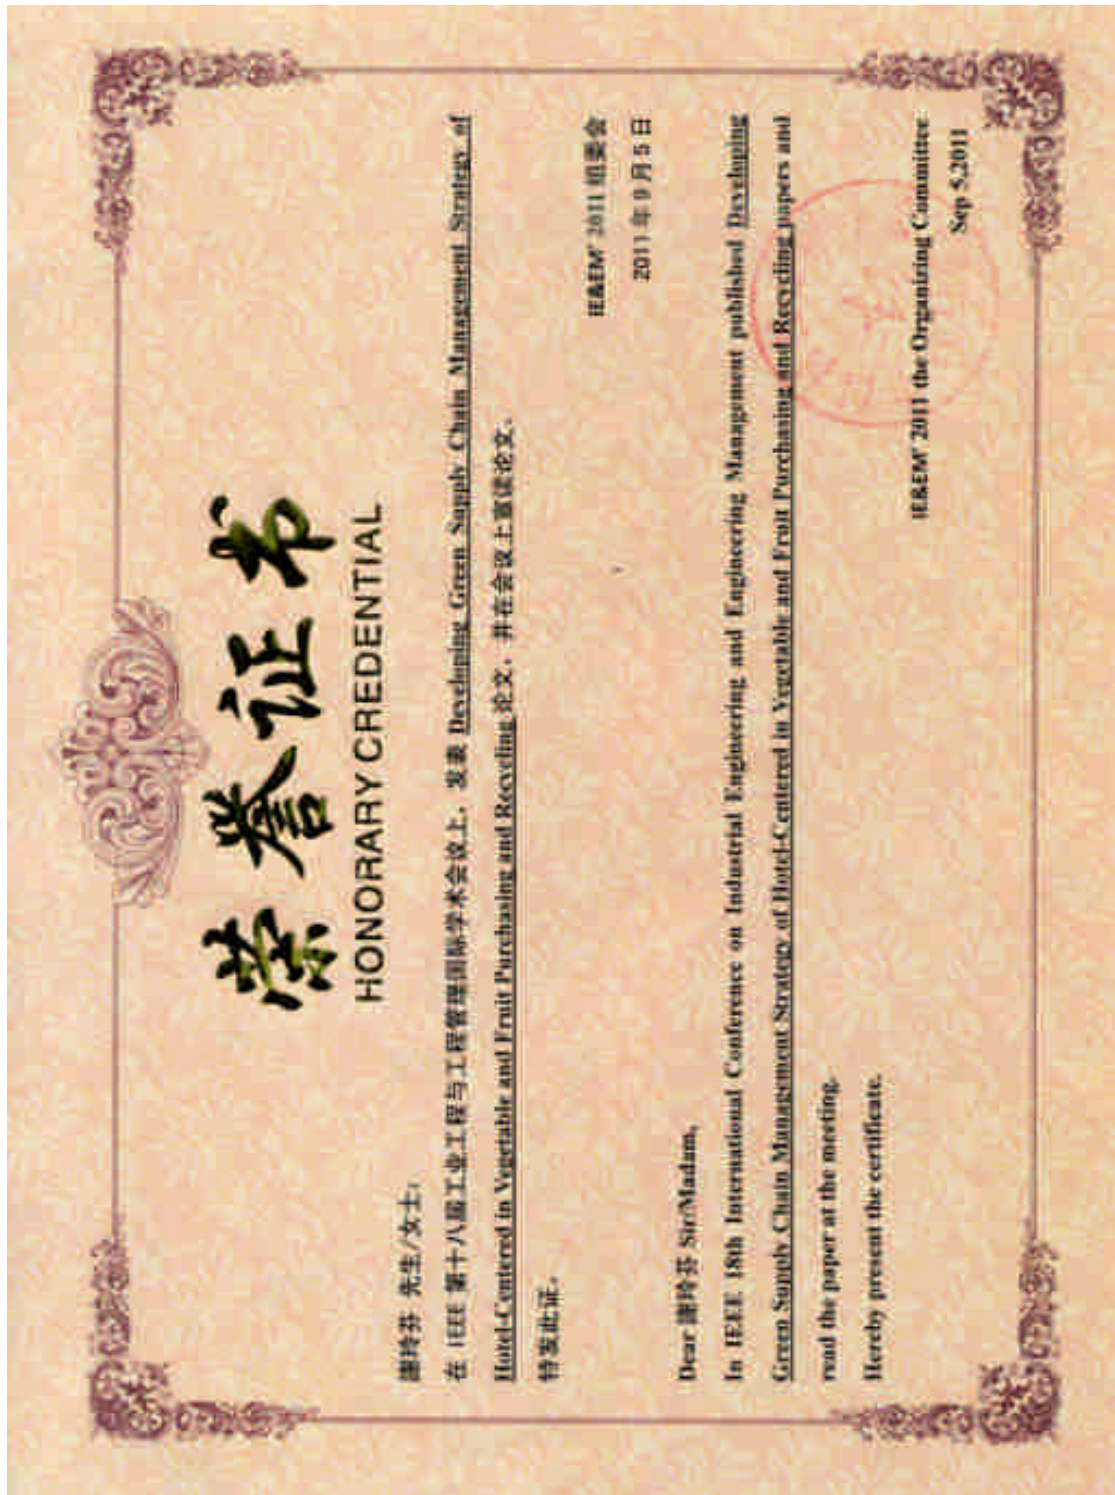 荣誉证书
HONORARY CREDENTIAL
謝玲芬 先生/女士:
在 IEEE 第十八届工业工程与工程管理国际学术会议上，发表 Developing Green Supply Chain Management Strategy of
Hotel-Centered in Vegetable and Fruit Purchasing and Recycling 论文，并在会议上宣读论文。
特发此证。
IE&EM' 2011 组委会
2011 年 9 月 5 日
Dear 謝玲芬 Sir/Madam,
In IEEE 18th International Conference on Industrial Engineering and Engineering Management published Developing
Green Supply Chain Management Strategy of Hotel-Centered in Vegetable and Fruit Purchasing and Recycling papers and
read the paper at the meeting.
Hereby present the certificate.
IE&EM' 2011 the Organizing Committee
Sep 5,2011